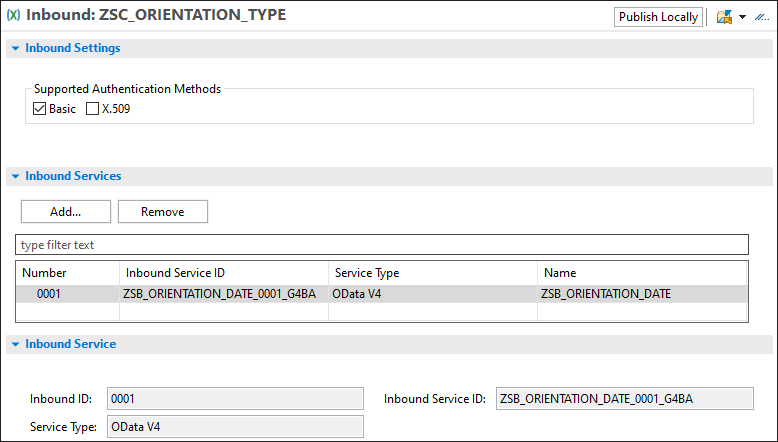 (X) Inbound: ZSC_ORIENTATION_TYPE Publish Locally
Inbound Settings
Supported Authentication Methods
Basic X.509
Inbound Services
Add... Remove
type filter text
Number Inbound Service ID Service Type Name
0001 ZSB_ORIENTATION_DATE_0001_G4BA OData V4 ZSB_ORIENTATION_DATE
Inbound Service
Inbound ID: 0001 Inbound Service ID: ZSB_ORIENTATION_DATE_0001_G4BA
Service Type: OData V4